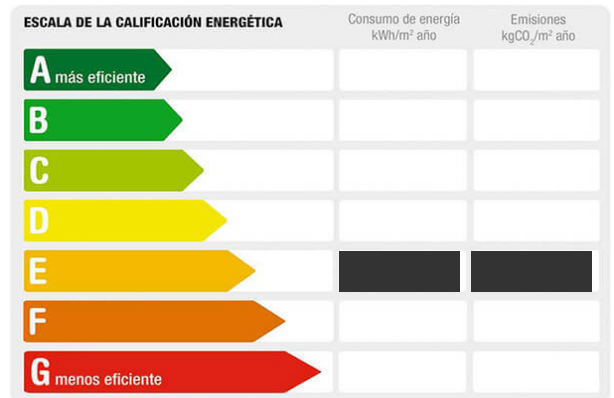 ESCALA DE LA CALIFICACIÓN ENERGÉTICA
Consumo de energía
kWh/m² año
Emisiones
kgCO₂/m² año
A más eficiente
B
C
D
E
F
G menos eficiente